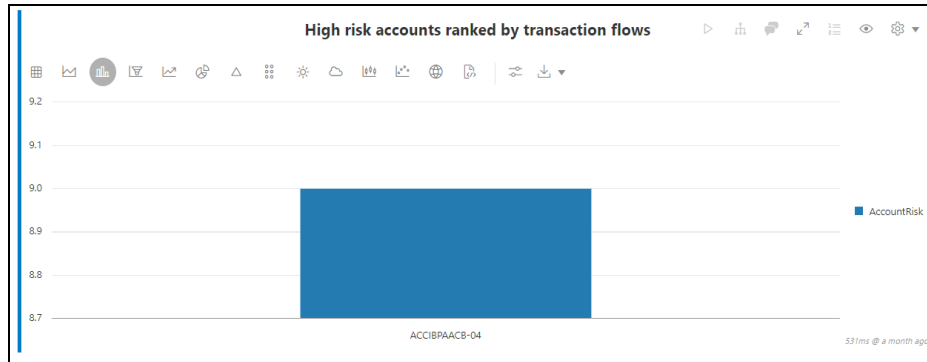 High risk accounts ranked by transaction flows
9.2
9.1
9.0
8.9
8.8
8.7
AccountRisk
ACCIBPAACB-04
531ms @ a month ago